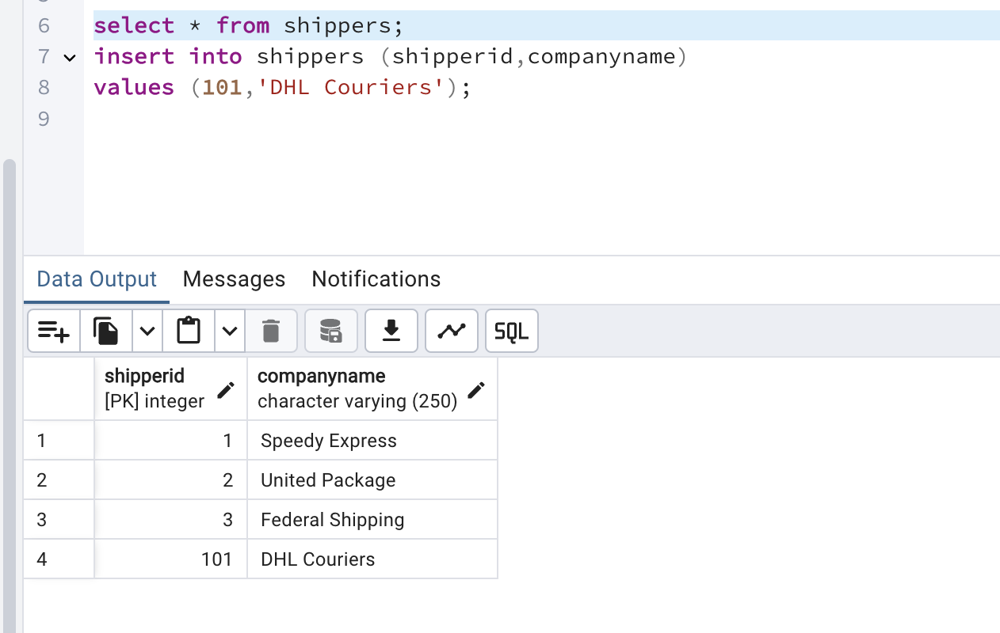 6 select * from shippers;
7 insert into shippers (shipperid,companyname)
8 values (101,'DHL Couriers');
9
Data Output Messages Notifications
SQL
shipperid companyname
[PK] integer character varying (250)
1 1 Speedy Express
2 2 United Package
3 3 Federal Shipping
4 101 DHL Couriers